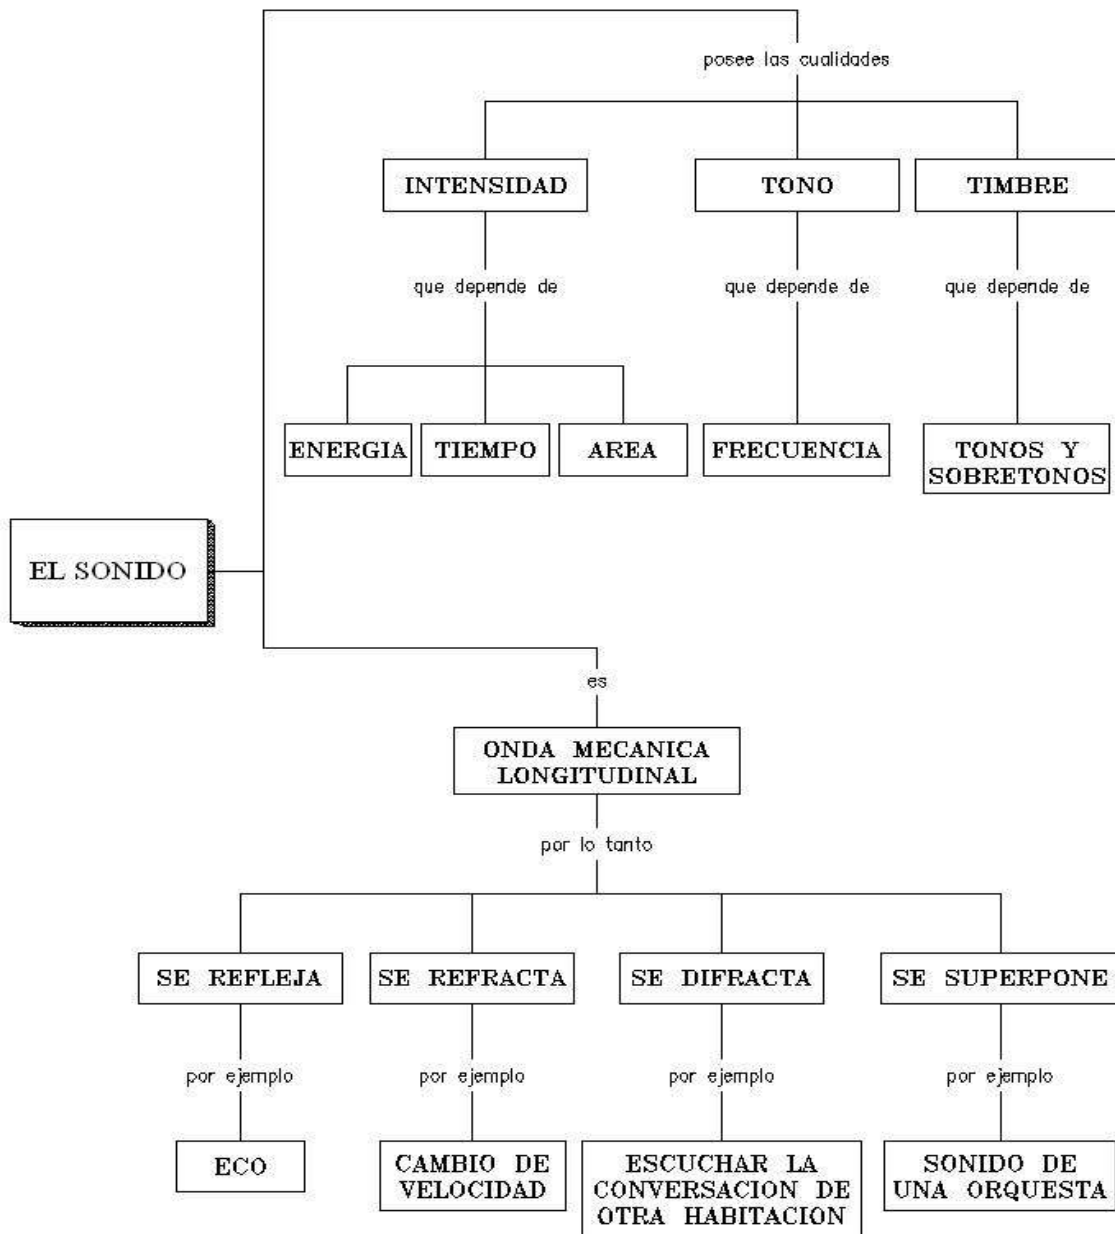 posee las cualidades
INTENSIDAD
TONO
TIMBRE
que depende de
que depende de
que depende de
ENERGIA
TIEMPO
AREA
FRECUENCIA
TONOS Y
SOBRETONOS
EL SONIDO
es
ONDA MECANICA
LONGITUDINAL
por lo tanto
SE REFLEJA
SE REFRACTA
SE DIFRACTA
SE SUPERPONE
por ejemplo
por ejemplo
por ejemplo
por ejemplo
ECO
CAMBIO DE
VELOCIDAD
ESCUCHAR LA
CONVERSACION DE
OTRA HABITACION
SONIDO DE
UNA ORQUESTA